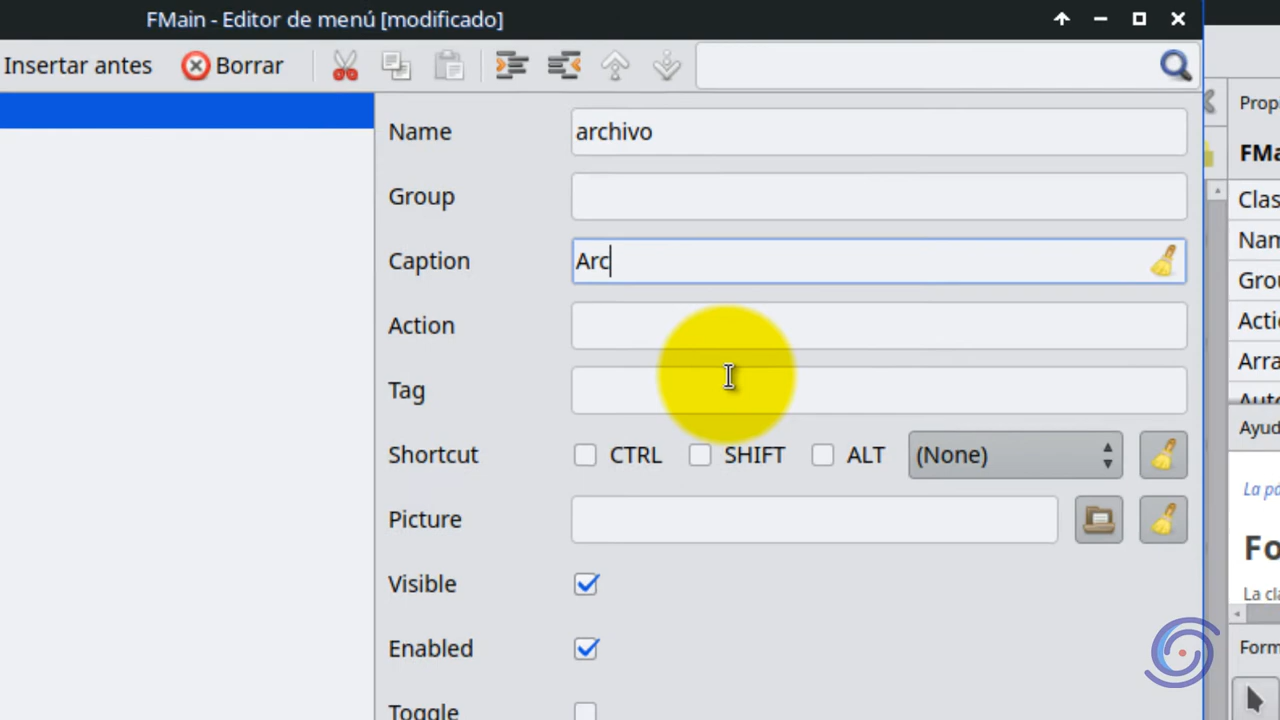 FMain - Editor de menú [modificado]
Insertar antes Borrar
Name archivo
Group
Caption Arc
Action
Tag
Shortcut CTRL SHIFT ALT (None)
Picture
Visible
Enabled
Toggle
Prop
FMa
Clas
Nam
Grou
Acti
Arra
Auto
Ayud
La pá
Fo
La cla
Form